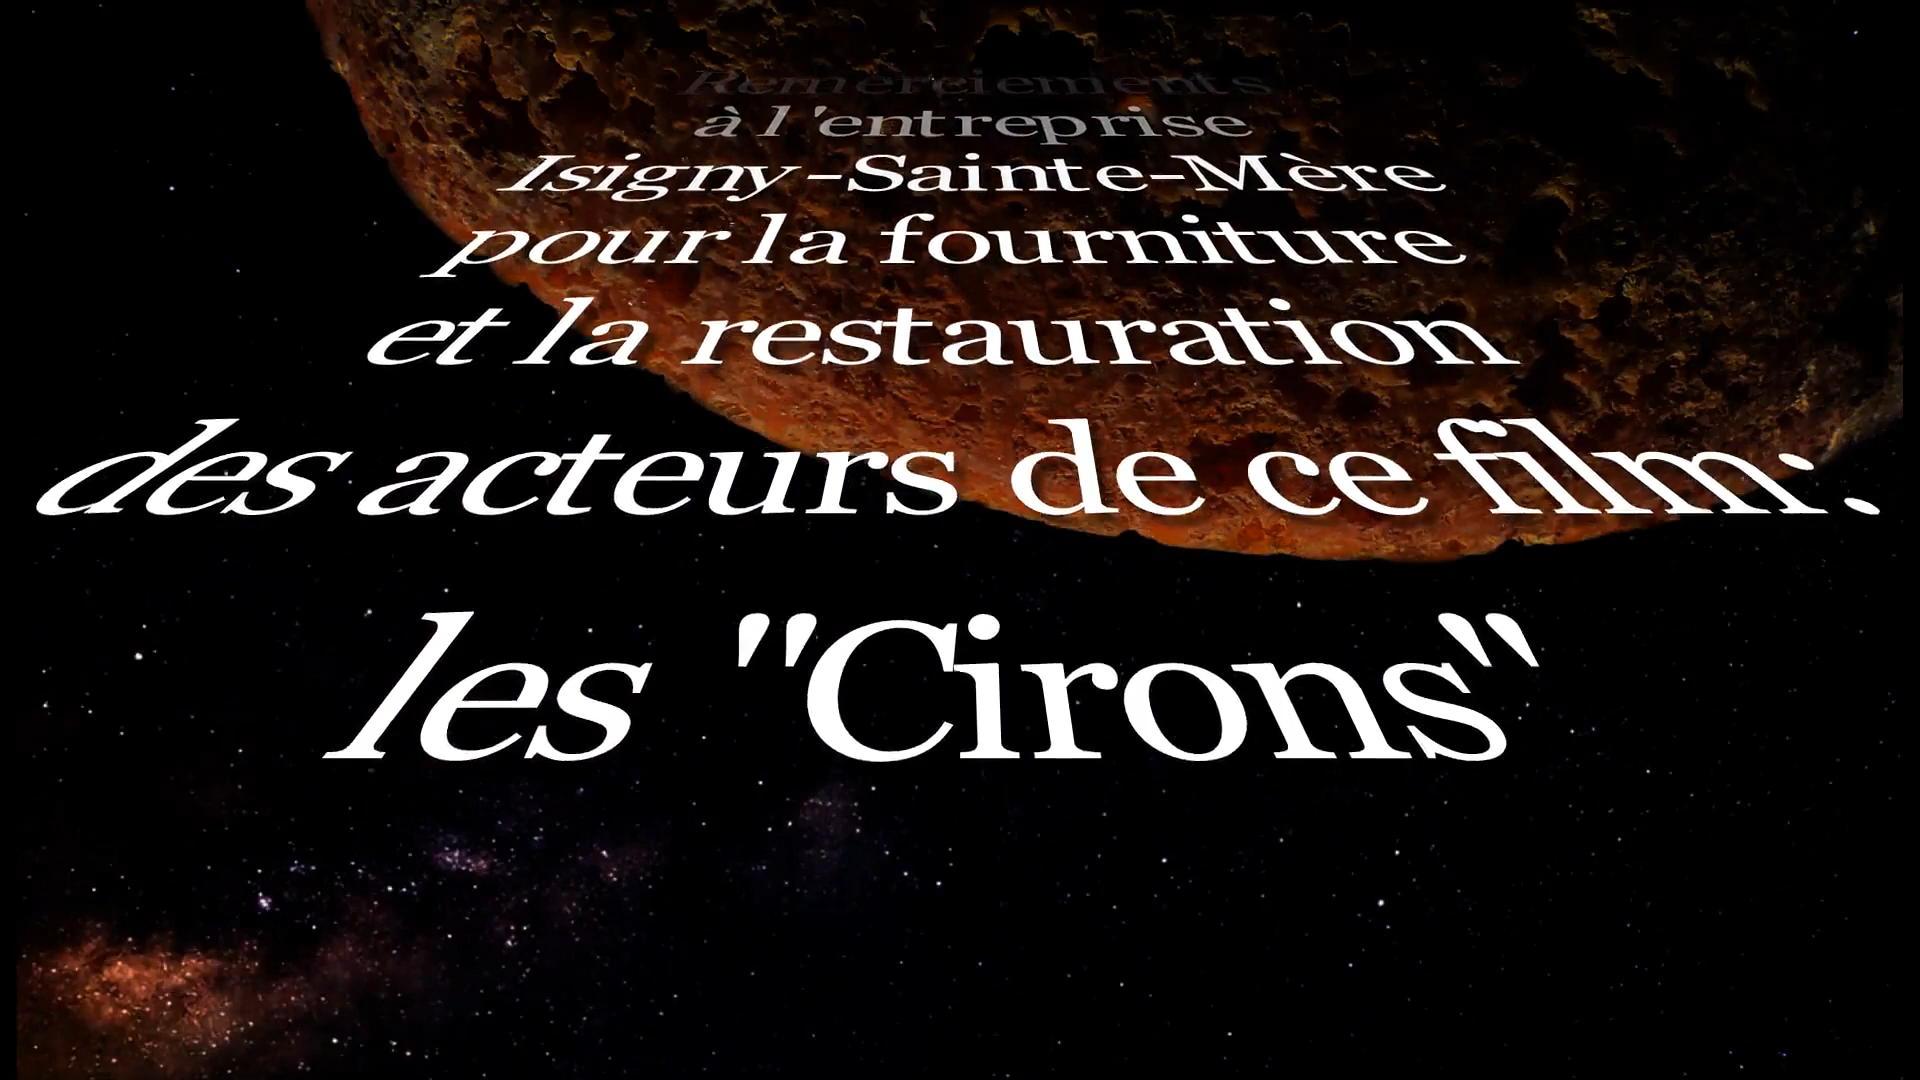 Remerciements
à l'entreprise
Isigny-Sainte-Mère
pour la fourniture
et la restauration
des acteurs de ce film:
les "Cirons"